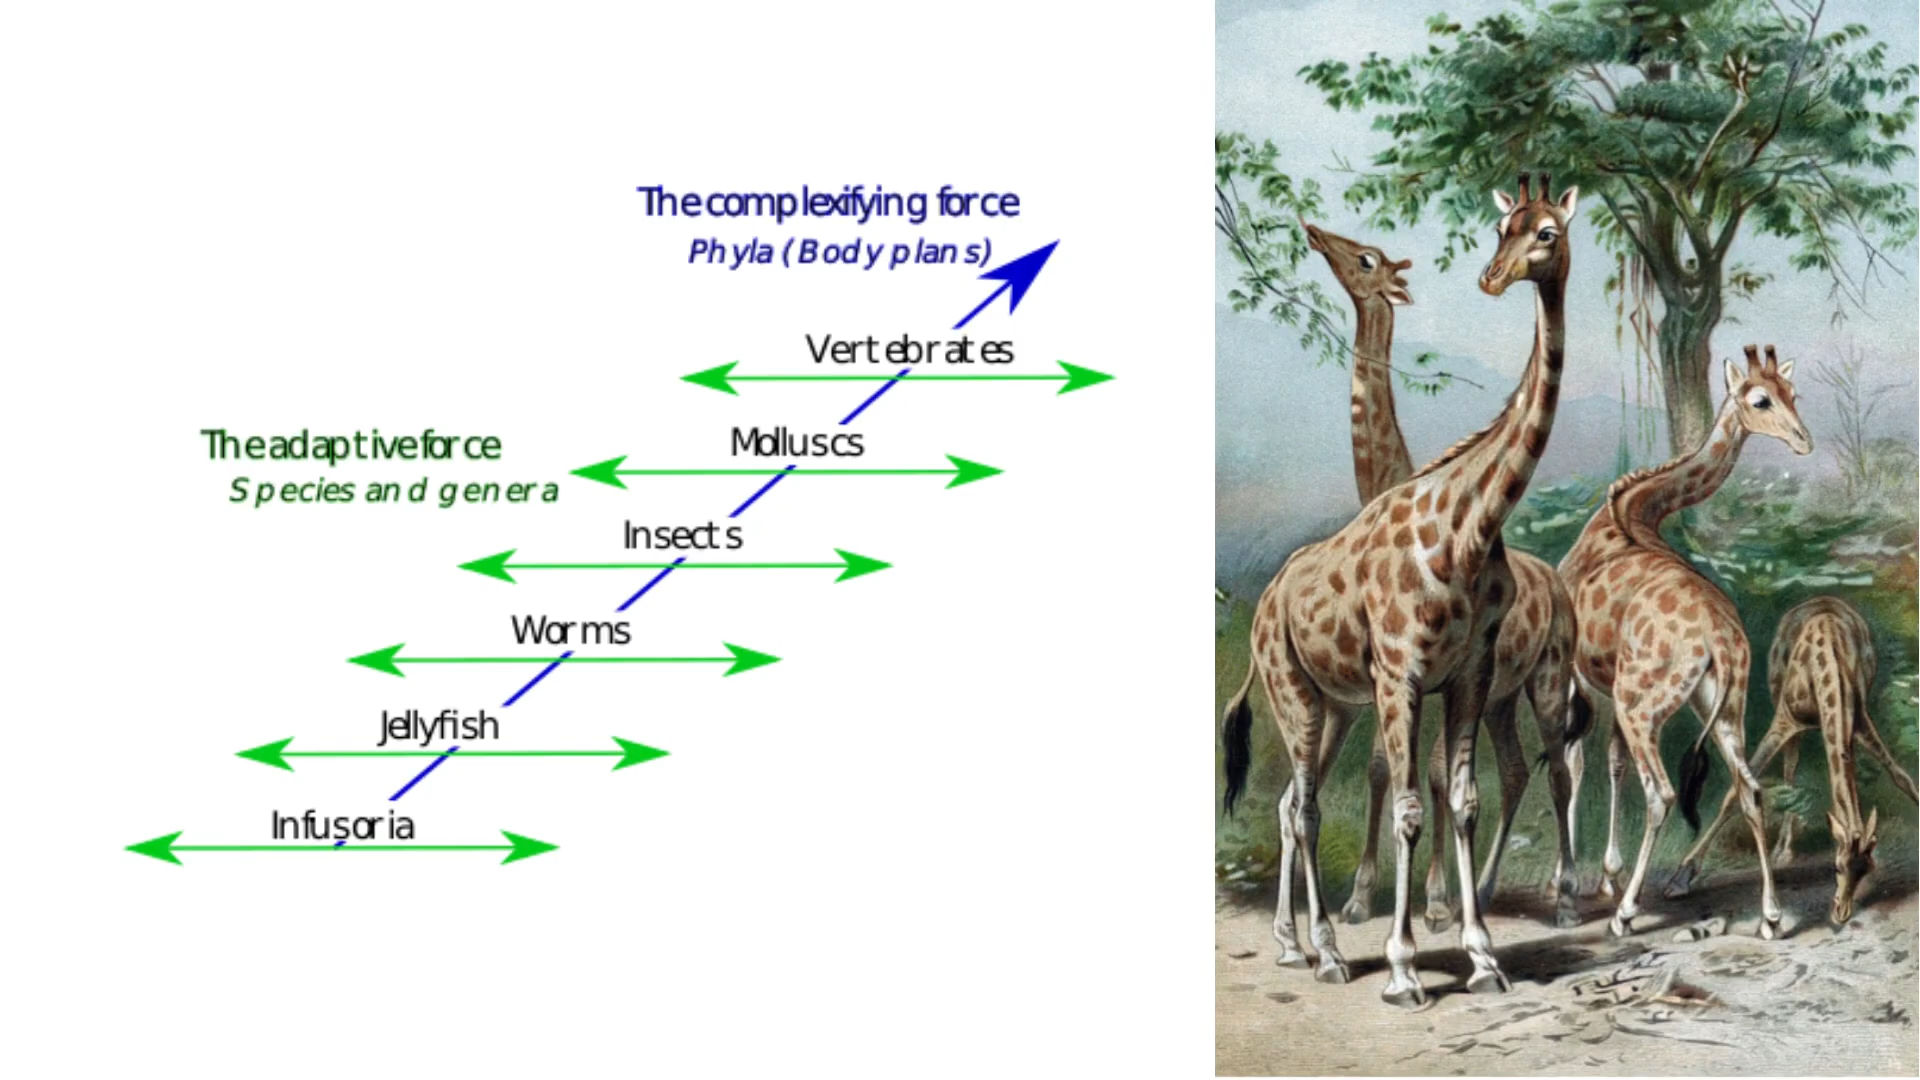 The complexifying force
Phyla (Body plans)
Vertebrates
Molluscs
The adaptive force
Species and genera
Insects
Worms
Jellyfish
Infusoria